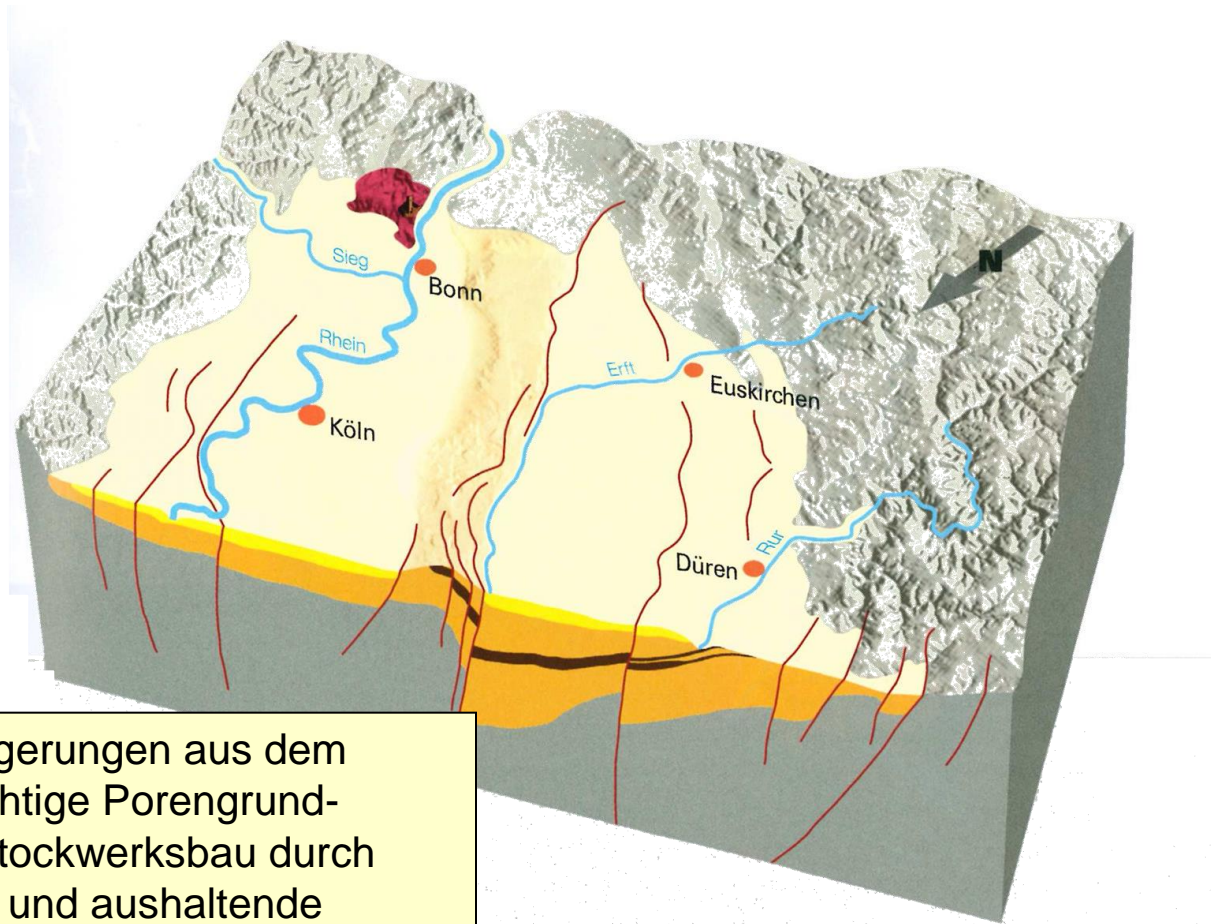 Sieg
Bonn
Rhein
Köln
Erft
Euskirchen
Düren
Rur
N
gerungen aus dem
htige Porengrund-
tockwerksbau durch
und aushaltende